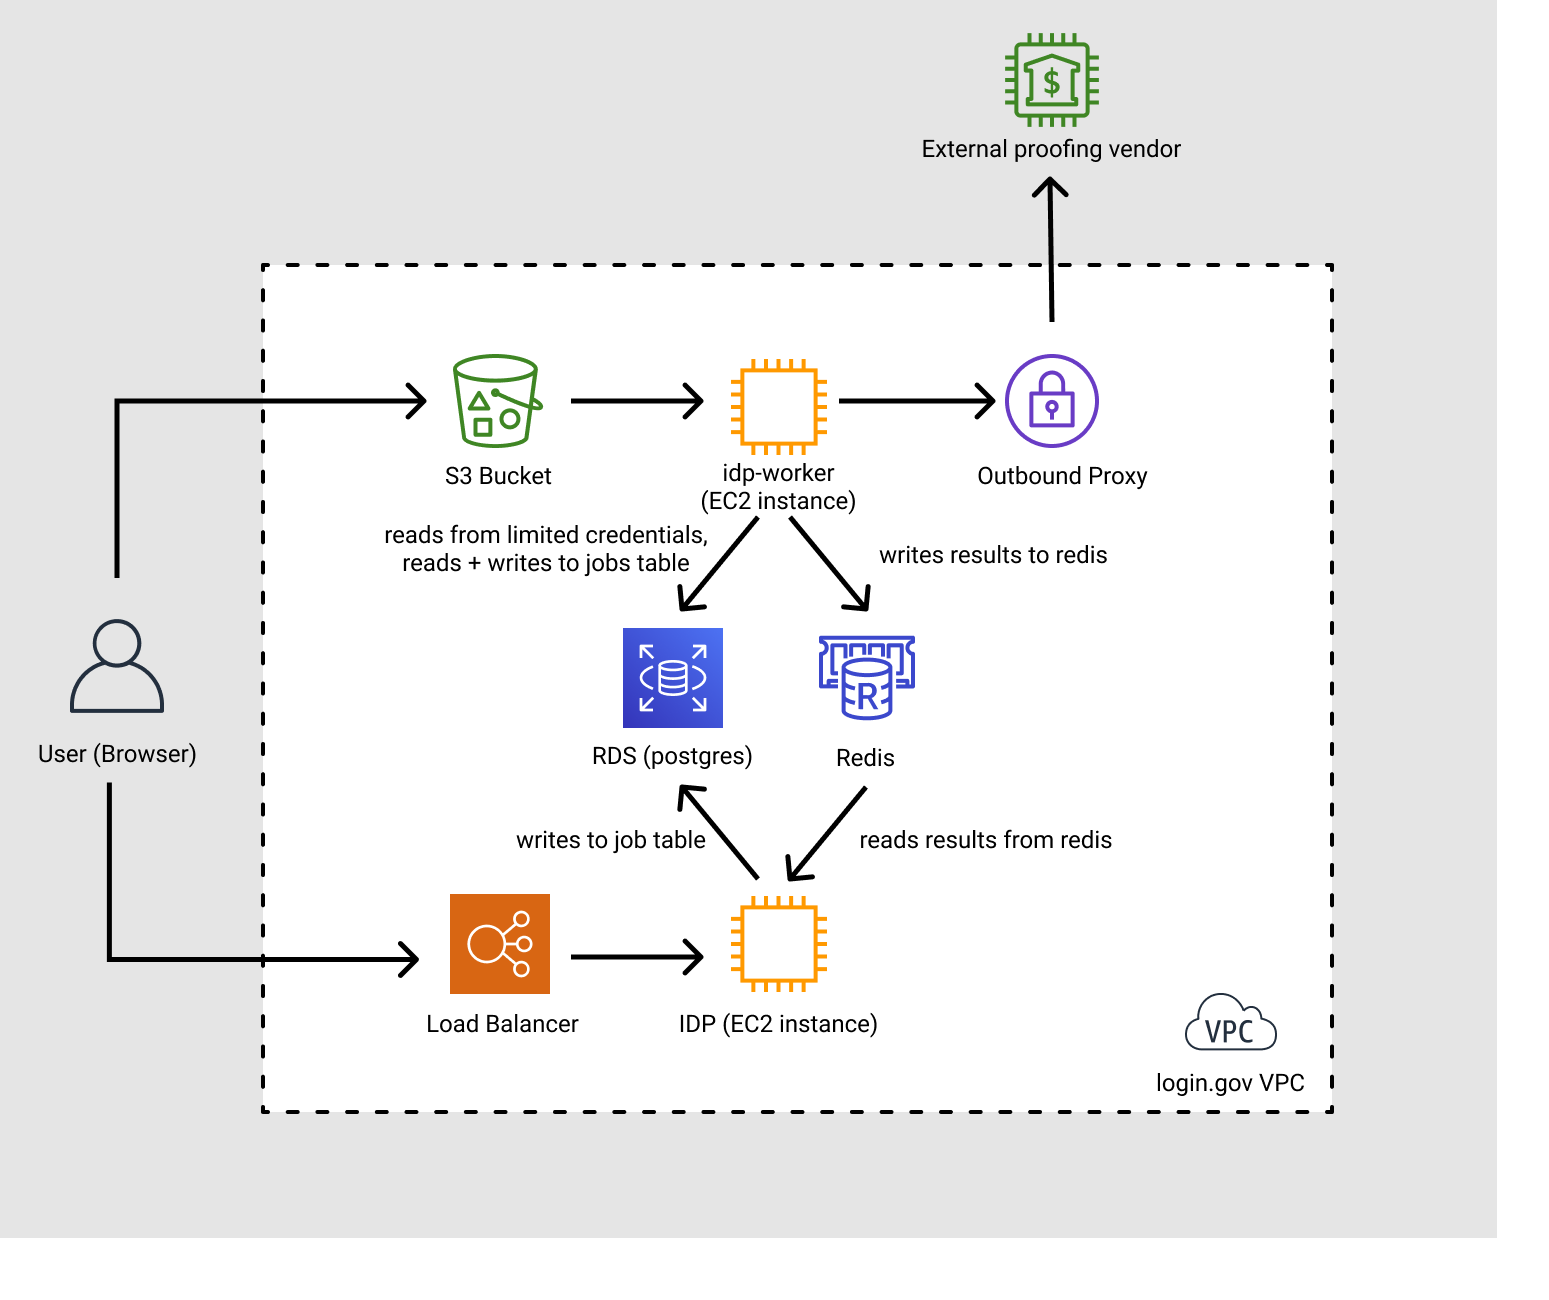 $
External proofing vendor
S3 Bucket
idp-worker
(EC2 instance)
Outbound Proxy
reads from limited credentials,
reads + writes to jobs table
writes results to redis
R
User (Browser)
RDS (postgres)
Redis
writes to job table
reads results from redis
Load Balancer
IDP (EC2 instance)
VPC
login.gov VPC